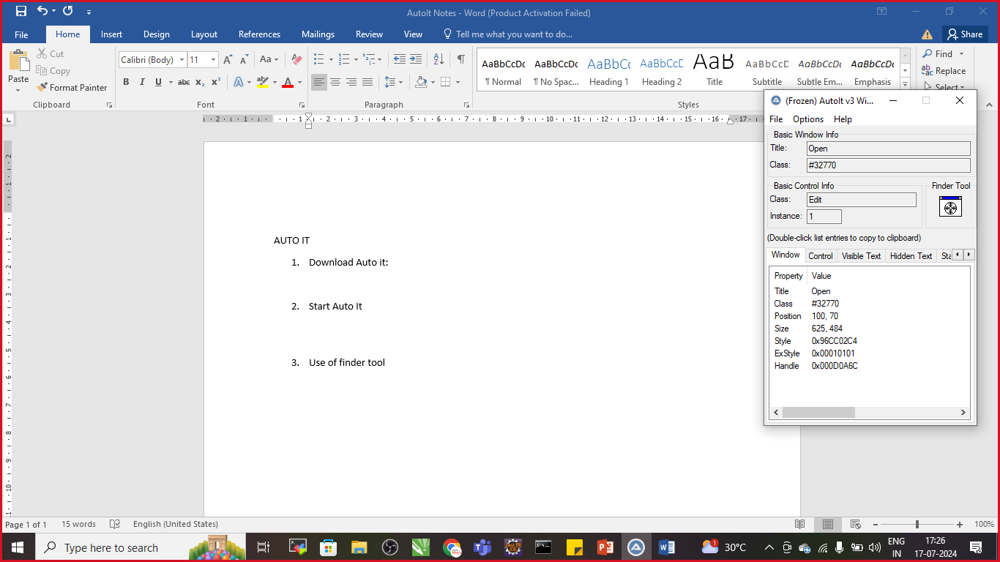 AutoIt Notes - Word (Product Activation Failed)
File Home Insert Design Layout References Mailings Review View Tell me what you want to do... Share
Paste
Cut
Copy
Format Painter
Clipboard
Calibri (Body) 11
Font
Paragraph
AaBbCcDc AaBbCcDc AaBbCc AaBbCcD AaB AaBbCcD AaBbCcDc AaBbCcDc
¶ Normal ¶ No Spac... Heading 1 Heading 2 Title Subtitle Subtle Em... Emphasis
Styles
Find
Replace
Select
AUTO IT
1. Download Auto it:
2. Start Auto It
3. Use of finder tool
(Frozen) AutoIt v3 Wi...
File Options Help
Basic Window Info
Title: Open
Class: #32770
Basic Control Info
Finder Tool
Class: Edit
Instance: 1
(Double-click list entries to copy to clipboard)
Window Control Visible Text Hidden Text Sta
Property Value
Title Open
Class #32770
Position 100, 70
Size 625, 484
Style 0x96CC02C4
ExStyle 0x00010101
Handle 0x000D0A6C
Page 1 of 1 15 words English (United States) 100%
Type here to search
30°C
ENG
IN
17:26
17-07-2024